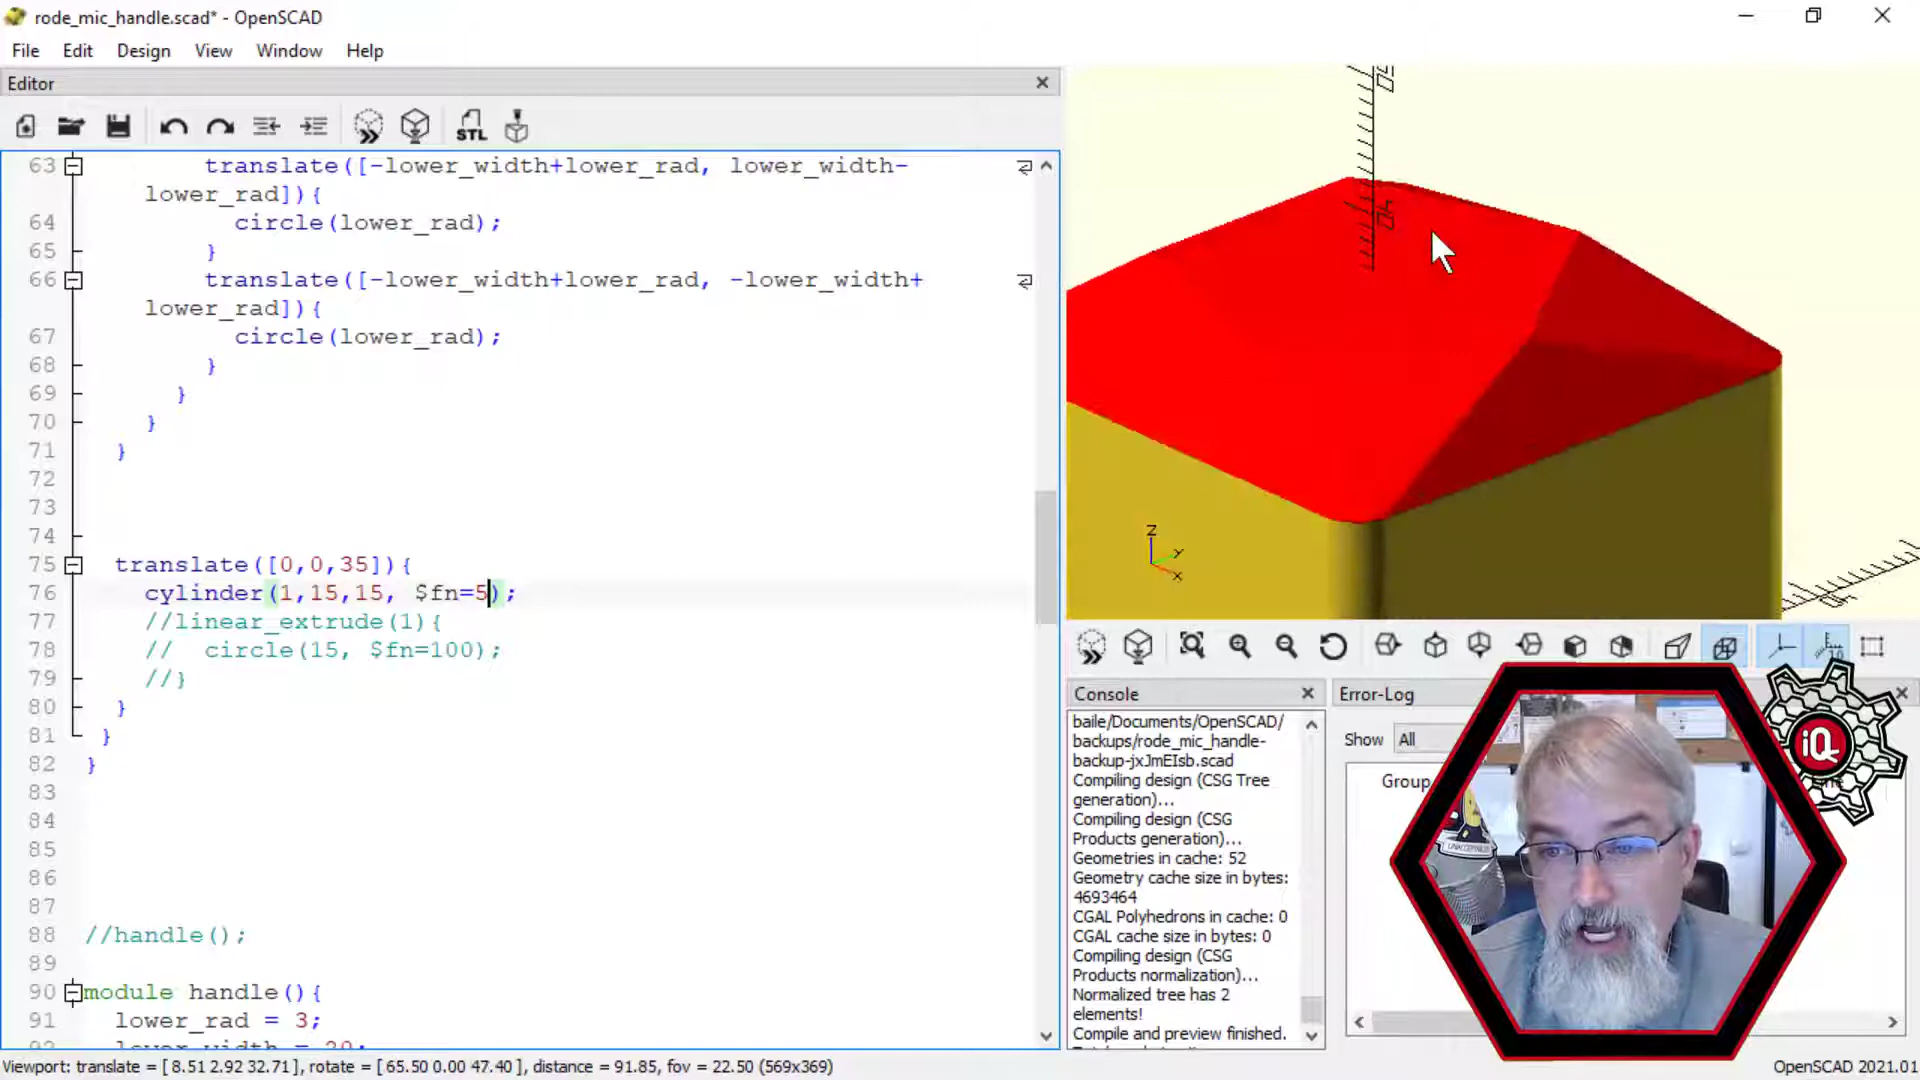 rode_mic_handle.scad* - OpenSCAD
File Edit Design View Window Help
Editor
STL
63 translate([-lower_width+lower_rad, lower_width-
lower_rad]){
64 circle(lower_rad);
65 }
66 translate([-lower_width+lower_rad, -lower_width+
lower_rad]){
67 circle(lower_rad);
68 }
69 }
70 }
71 }
72
73
74
75 translate([0,0,35]){
76 cylinder(1,15,15, $fn=5);
77 //linear_extrude(1){
78 // circle(15, $fn=100);
79 //}
80 }
81 }
82 }
83
84
85
86
87
88 //handle();
89
90 module handle(){
91 lower_rad = 3;
Z
Y
X
Console
baile/Documents/OpenSCAD/
backups/rode_mic_handle-
backup-jxJmEIsb.scad
Compiling design (CSG Tree
generation)...
Compiling design (CSG
Products generation)...
Geometries in cache: 52
Geometry cache size in bytes:
4693464
CGAL Polyhedrons in cache: 0
CGAL cache size in bytes: 0
Compiling design (CSG
Products normalization)...
Normalized tree has 2
elements!
Compile and preview finished.
Error-Log
Show All
Group
iQ
Viewport: translate = [ 8.51 2.92 32.71 ], rotate = [ 65.50 0.00 47.40 ], distance = 91.85, fov = 22.50 (569x369)
OpenSCAD 2021.01